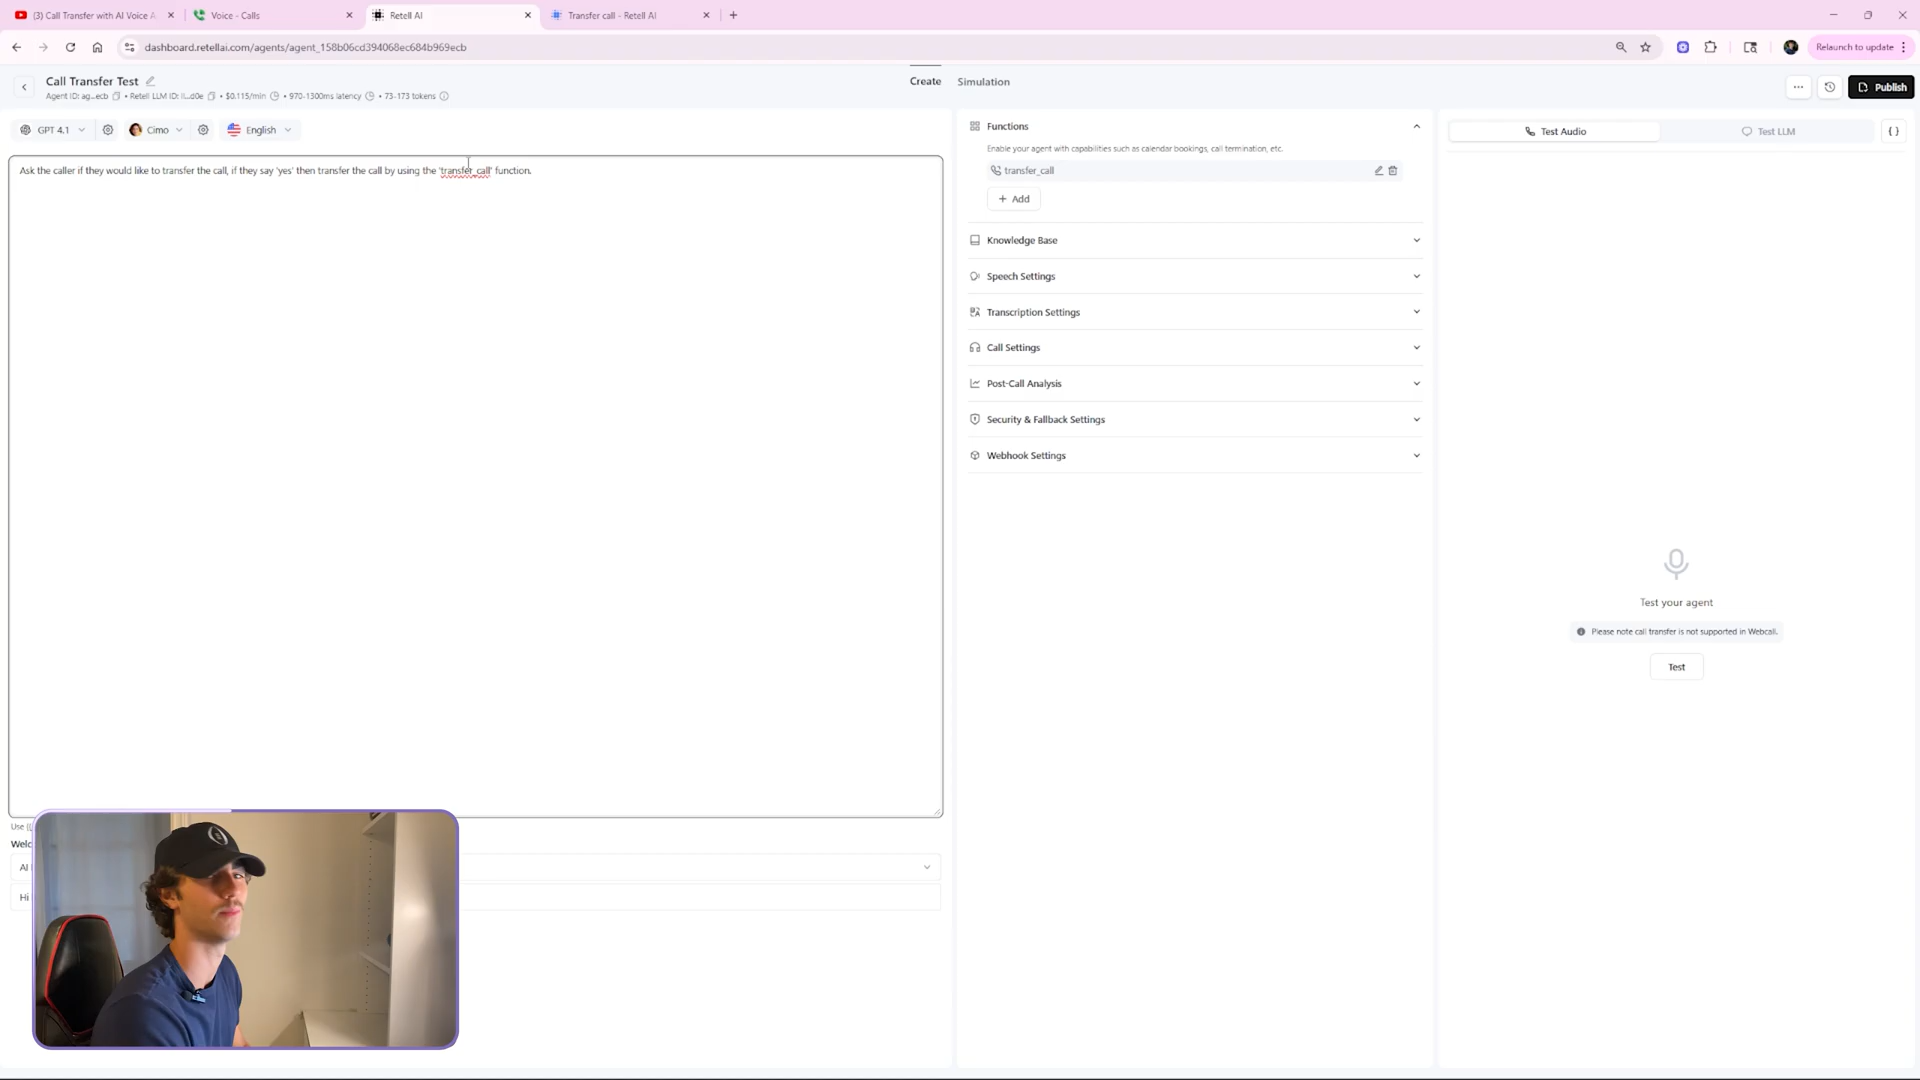 (3) Call Transfer with AI Voice A
Voice - Calls
Retell AI
Transfer call - Retell AI
dashboard.retellai.com/agents/agent_158b06cd394068ec684b969ecb
Relaunch to update
Call Transfer Test
Agent ID: ag...ecb • Retell LLM ID: ll...d0e • $0.115/min • 970-1300ms latency • 73-173 tokens
Create
Simulation
Publish
GPT 4.1
Cimo
English
Ask the caller if they would like to transfer the call, if they say 'yes' then transfer the call by using the 'transfer_call' function.
Use {{
Welc
AI
Hi
Functions
Enable your agent with capabilities such as calendar bookings, call termination, etc.
transfer_call
+ Add
Knowledge Base
Speech Settings
Transcription Settings
Call Settings
Post-Call Analysis
Security & Fallback Settings
Webhook Settings
Test Audio
Test LLM
{ }
Test your agent
Please note call transfer is not supported in Webcall.
Test